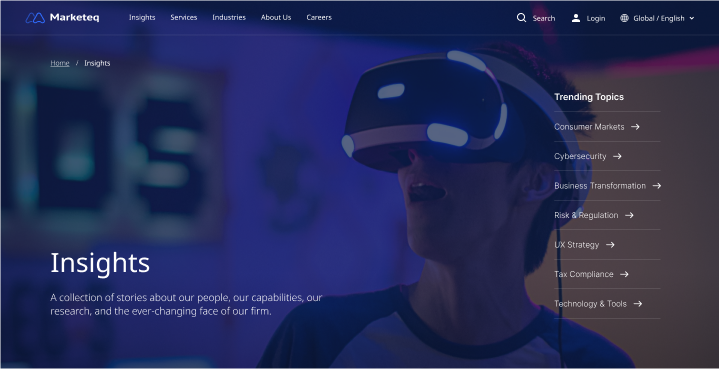 Marketeq
Insights
Services
Industries
About Us
Careers
Search
Login
Global / English
Home / Insights
Trending Topics
Consumer Markets
Cybersecurity
Business Transformation
Risk & Regulation
UX Strategy
Tax Compliance
Technology & Tools
Insights
A collection of stories about our people, our capabilities, our
research, and the ever-changing face of our firm.